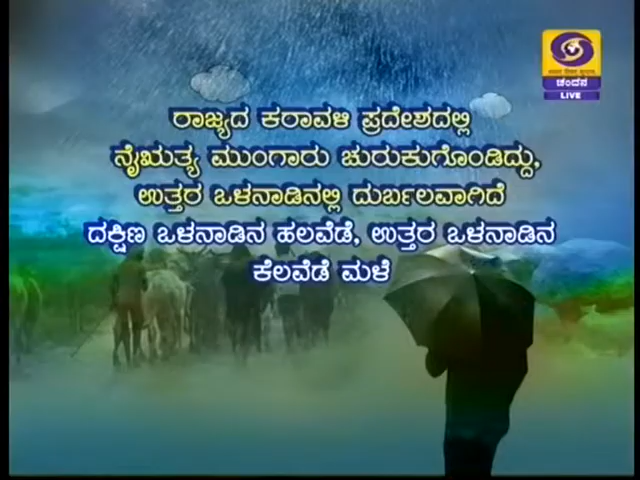 ಚಂದನ
LIVE
ರಾಜ್ಯದ ಕರಾವಳಿ ಪ್ರದೇಶದಲ್ಲಿ
ನೈಋತ್ಯ ಮುಂಗಾರು ಚುರುಕುಗೊಂಡಿದ್ದು,
ಉತ್ತರ ಒಳನಾಡಿನಲ್ಲಿ ದುರ್ಬಲವಾಗಿದೆ
ದಕ್ಷಿಣ ಒಳನಾಡಿನ ಹಲವೆಡೆ, ಉತ್ತರ ಒಳನಾಡಿನ
ಕೆಲವೆಡೆ ಮಳೆ